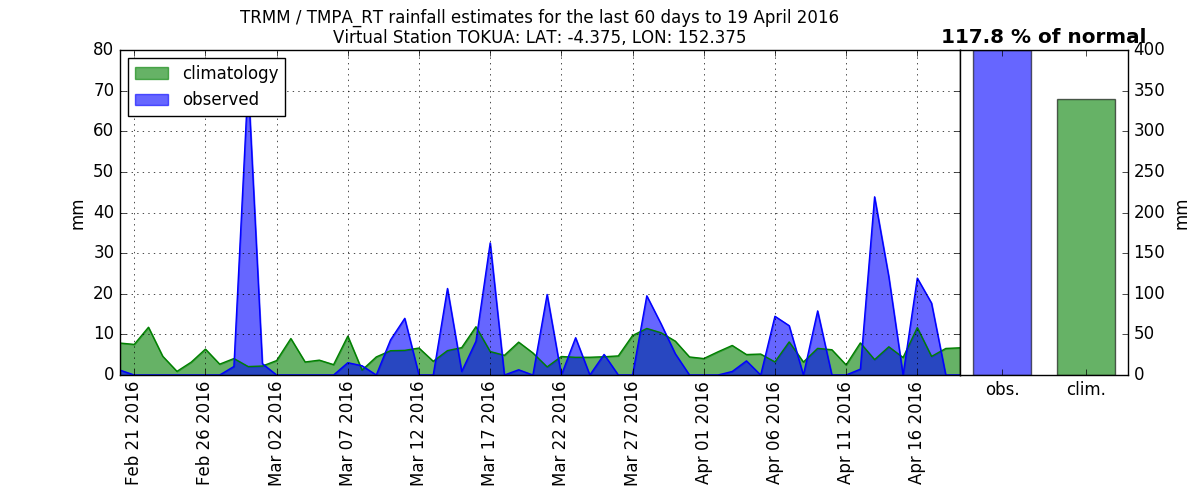 TRMM / TMPA_RT rainfall estimates for the last 60 days to 19 April 2016
Virtual Station TOKUA: LAT: -4.375, LON: 152.375
117.8 % of normal
climatology
observed
80
70
60
50
40
30
20
10
0
mm
400
350
300
250
200
150
100
50
0
mm
obs.
clim.
Feb 21 2016
Feb 26 2016
Mar 02 2016
Mar 07 2016
Mar 12 2016
Mar 17 2016
Mar 22 2016
Mar 27 2016
Apr 01 2016
Apr 06 2016
Apr 11 2016
Apr 16 2016